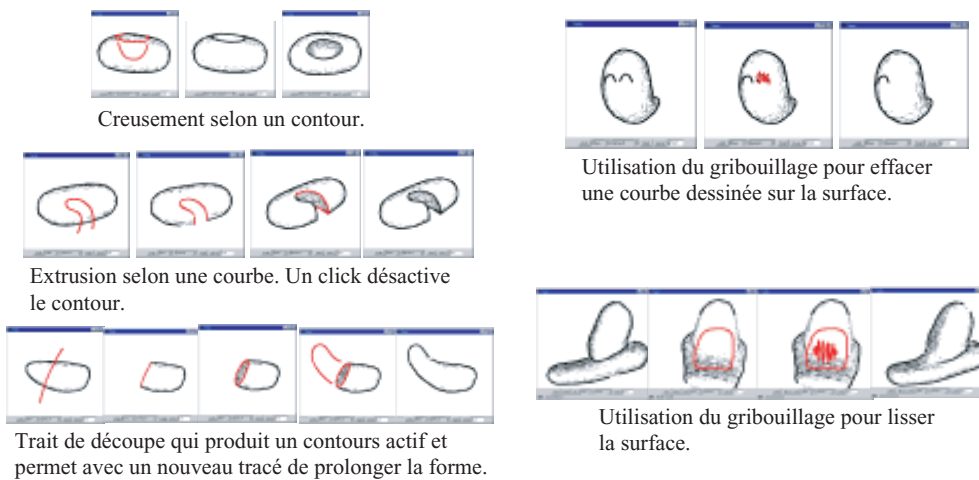 Creusement selon un contour.
Extrusion selon une courbe. Un click désactive
le contour.
Trait de découpe qui produit un contours actif et
permet avec un nouveau tracé de prolonger la forme.
Utilisation du gribouillage pour effacer
une courbe dessinée sur la surface.
Utilisation du gribouillage pour lisser
la surface.